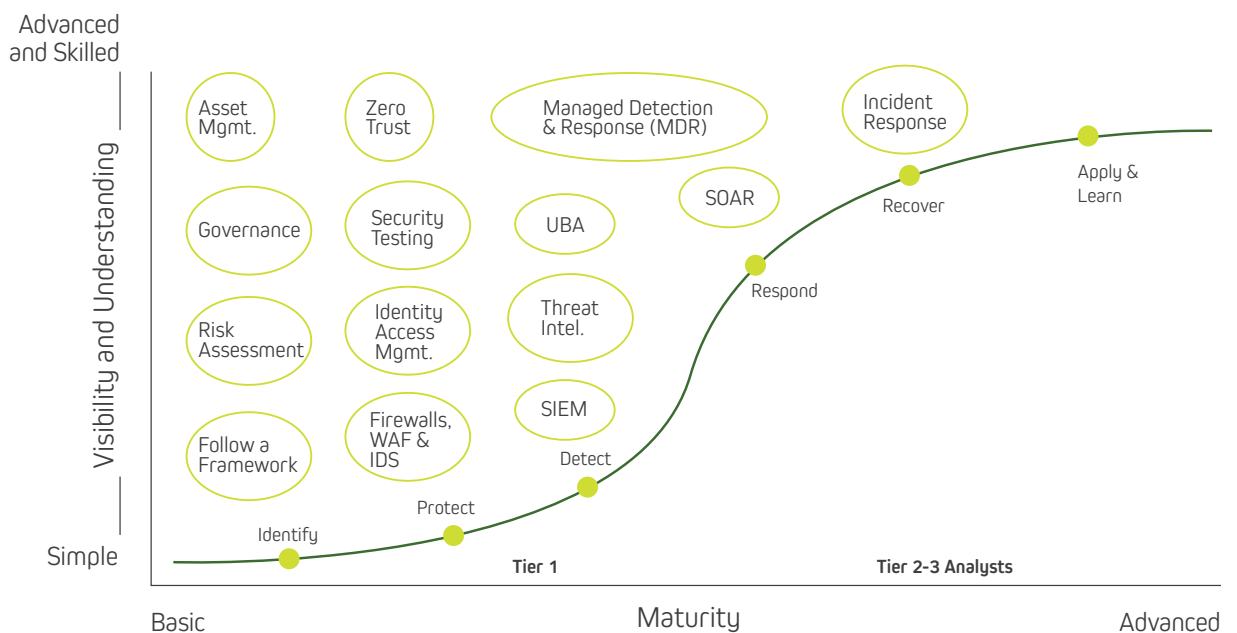 Advanced
and Skilled
Visibility and Understanding
Simple
Asset
Mgmt.
Zero
Trust
Managed Detection
& Response (MDR)
Incident
Response
Governance
Security
Testing
UBA
SOAR
Risk
Assessment
Identity
Access
Mgmt.
Threat
Intel.
Follow a
Framework
Firewalls,
WAF &
IDS
SIEM
Identify
Protect
Detect
Respond
Recover
Apply &
Learn
Tier 1
Tier 2-3 Analysts
Basic
Maturity
Advanced